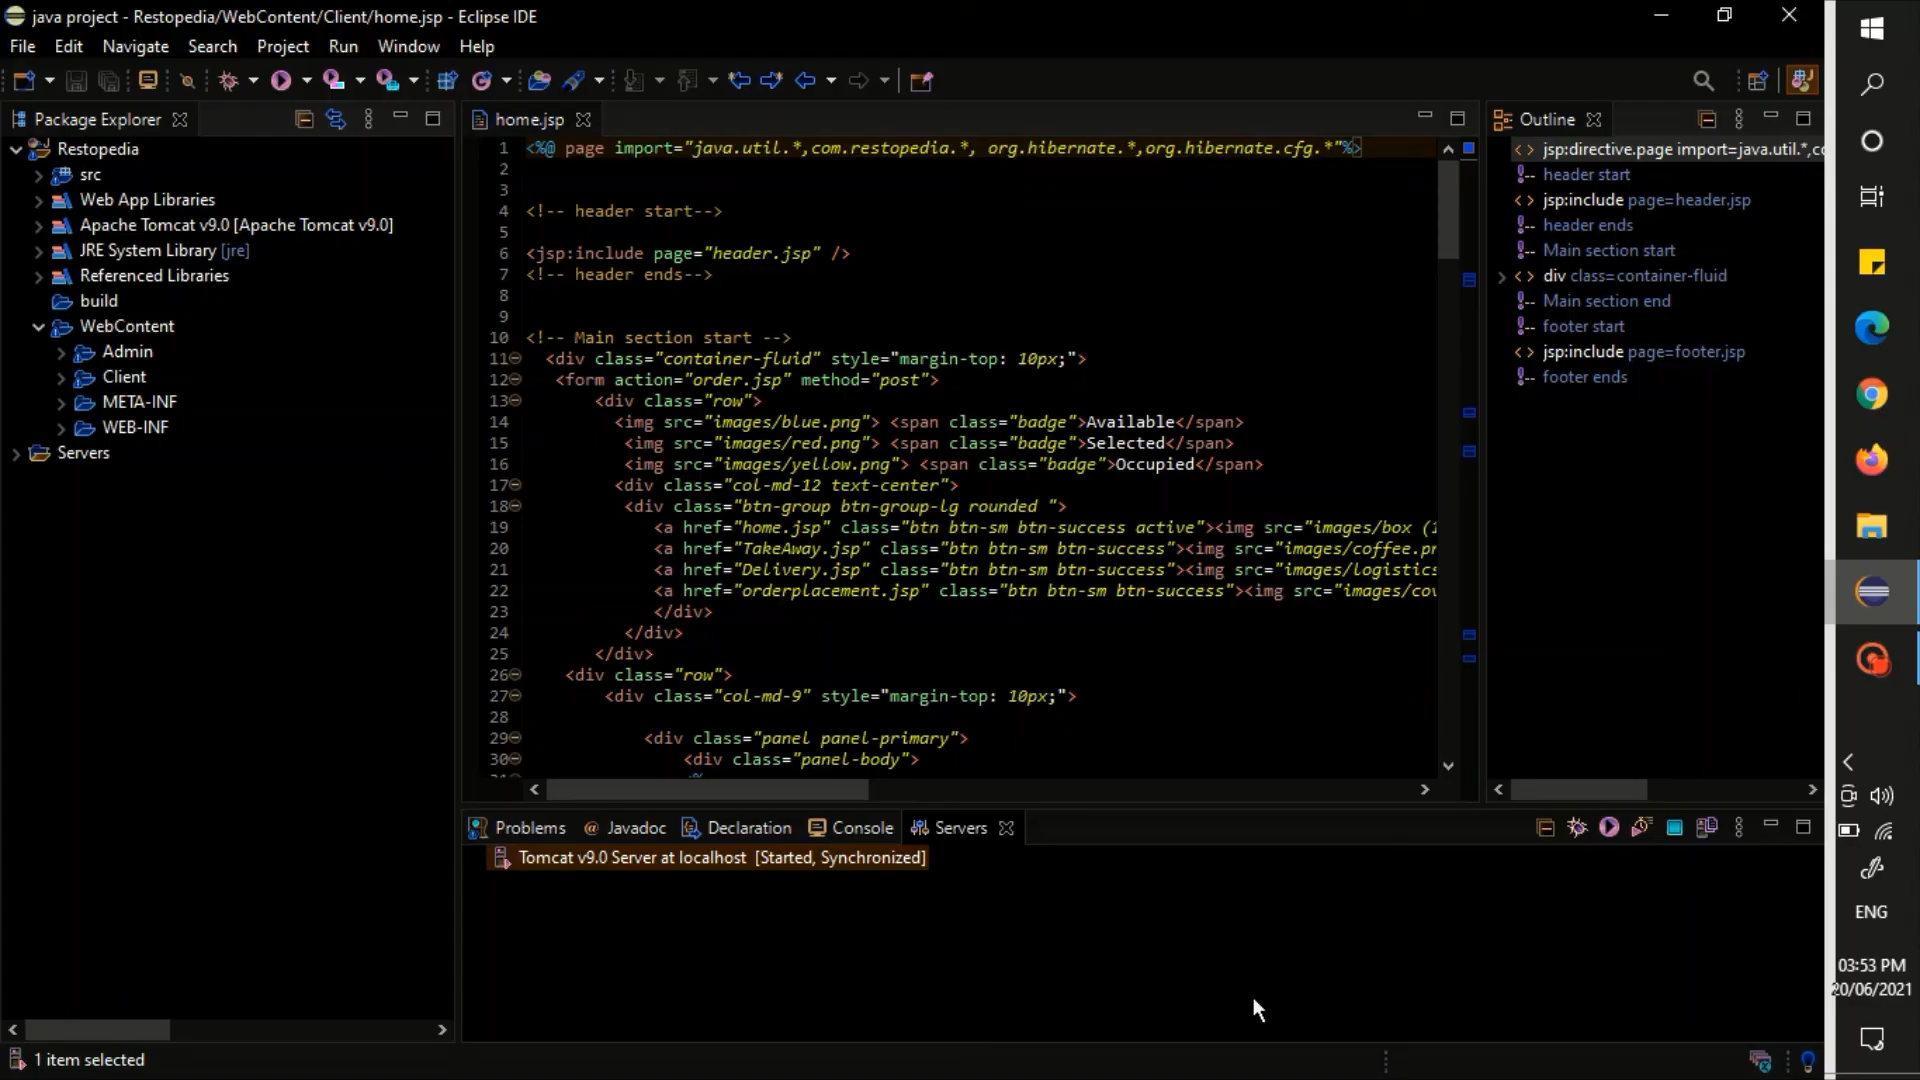 java project - Restopedia/WebContent/Client/home.jsp - Eclipse IDE
File Edit Navigate Search Project Run Window Help
Package Explorer
Restopedia
src
Web App Libraries
Apache Tomcat v9.0 [Apache Tomcat v9.0]
JRE System Library [jre]
Referenced Libraries
build
WebContent
Admin
Client
META-INF
WEB-INF
Servers
home.jsp
1 <%@ page import="java.util.*,com.restopedia.*, org.hibernate.*,org.hibernate.cfg.*"%>
2
3
4 <!-- header start-->
5
6 <jsp:include page="header.jsp" />
7 <!-- header ends-->
8
9
10 <!-- Main section start -->
11 <div class="container-fluid" style="margin-top: 10px;">
12 <form action="order.jsp" method="post">
13 <div class="row">
14 <img src="images/blue.png"> <span class="badge">Available</span>
15 <img src="images/red.png"> <span class="badge">Selected</span>
16 <img src="images/yellow.png"> <span class="badge">Occupied</span>
17 <div class="col-md-12 text-center">
18 <div class="btn-group btn-group-lg rounded ">
19 <a href="home.jsp" class="btn btn-sm btn-success active"><img src="images/box (1
20 <a href="TakeAway.jsp" class="btn btn-sm btn-success"><img src="images/coffee.pn
21 <a href="Delivery.jsp" class="btn btn-sm btn-success"><img src="images/logistics
22 <a href="orderplacement.jsp" class="btn btn-sm btn-success"><img src="images/cov
23 </div>
24 </div>
25 </div>
26 <div class="row">
27 <div class="col-md-9" style="margin-top: 10px;">
28
29 <div class="panel panel-primary">
30 <div class="panel-body">
Outline
jsp:directive.page import=java.util.*,co
header start
jsp:include page=header.jsp
header ends
Main section start
div class=container-fluid
Main section end
footer start
jsp:include page=footer.jsp
footer ends
Problems @ Javadoc Declaration Console Servers
Tomcat v9.0 Server at localhost [Started, Synchronized]
1 item selected
ENG
03:53 PM
20/06/2021